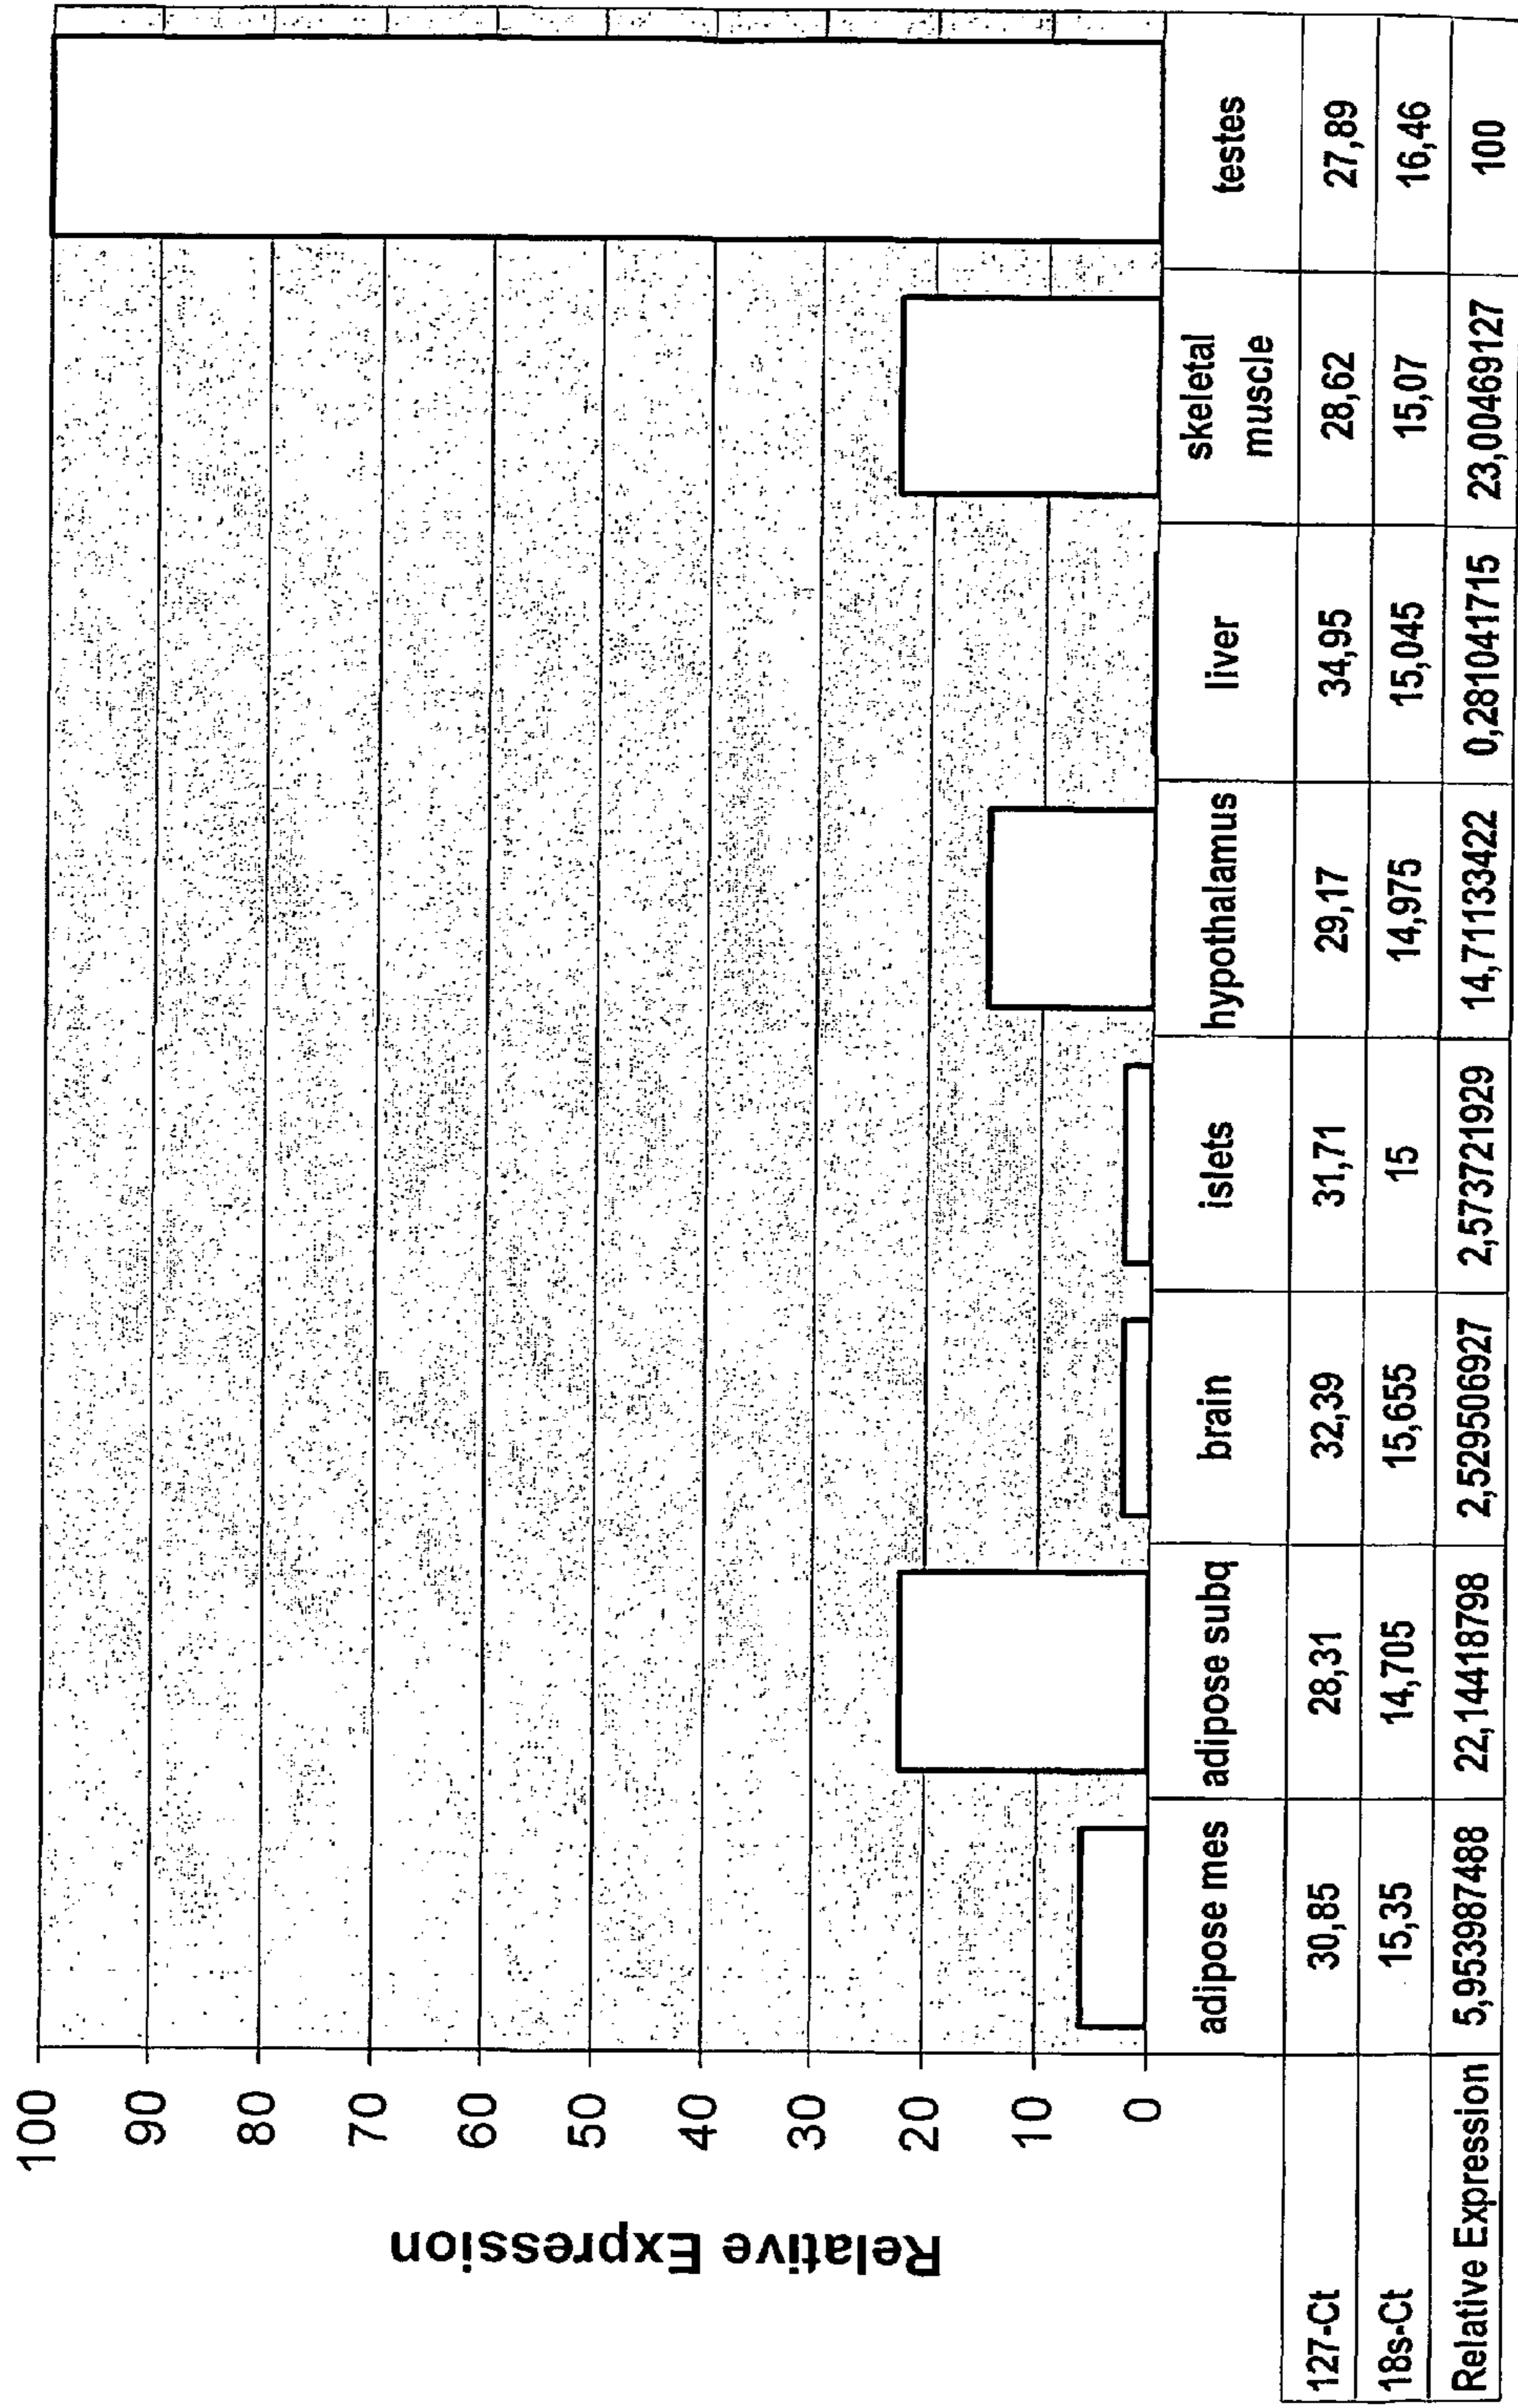 100
90
80
70
60
50
40
30
20
10
0
Relative Expression
adipose mes adipose subq brain islets hypothalamus liver skeletal muscle testes
127-Ct 30,85 28,31 32,39 31,71 29,17 34,95 28,62 27,89
18s-Ct 15,35 14,705 15,655 15 14,975 15,045 15,07 16,46
Relative Expression 5,953987488 22,14418798 2,529506927 2,573721929 14,71133422 0,281041715 23,00469127 100